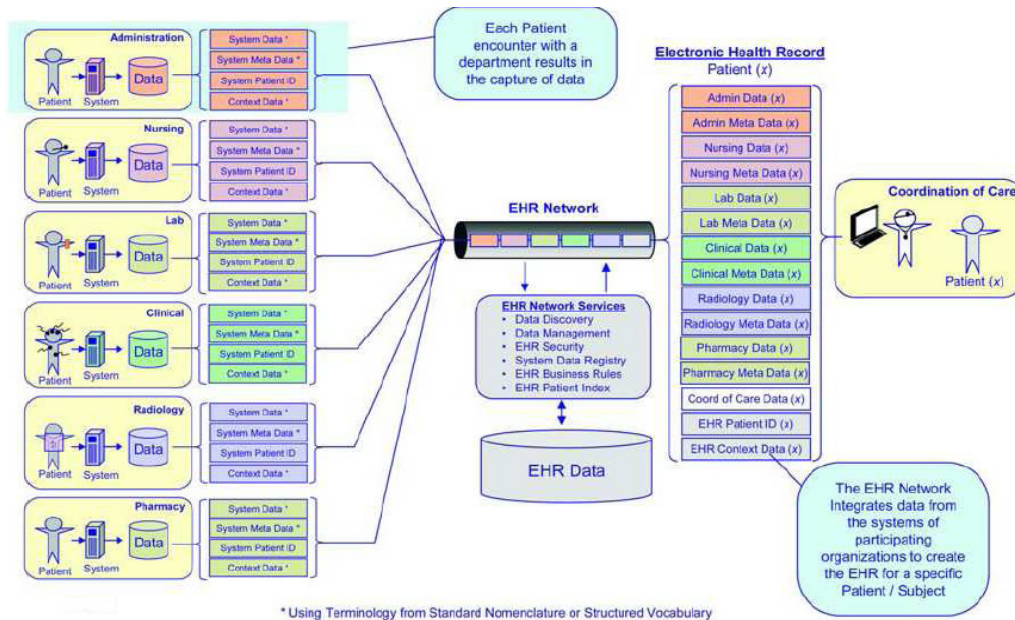 Administration
Patient
System
Data
System Data *
System Meta Data *
System Patient ID
Context Data *
Nursing
Patient
System
Data
System Data *
System Meta Data *
System Patient ID
Context Data *
Lab
Patient
System
Data
System Data *
System Meta Data *
System Patient ID
Context Data *
Clinical
Patient
System
Data
System Data *
System Meta Data *
System Patient ID
Context Data *
Radiology
Patient
System
Data
System Data *
System Meta Data *
System Patient ID
Context Data *
Pharmacy
Patient
System
Data
System Data *
System Meta Data *
System Patient ID
Context Data *
Each Patient
encounter with a
department results in
the capture of data
EHR Network
EHR Network Services
• Data Discovery
• Data Management
• EHR Security
• System Data Registry
• EHR Business Rules
• EHR Patient Index
EHR Data
Electronic Health Record
Patient (x)
Admin Data (x)
Admin Meta Data (x)
Nursing Data (x)
Nursing Meta Data (x)
Lab Data (x)
Lab Meta Data (x)
Clinical Data (x)
Clinical Meta Data (x)
Radiology Data (x)
Radiology Meta Data (x)
Pharmacy Data (x)
Pharmacy Meta Data (x)
Coord of Care Data (x)
EHR Patient ID (x)
EHR Context Data (x)
Coordination of Care
Patient (x)
The EHR Network
Integrates data from
the systems of
participating
organizations to create
the EHR for a specific
Patient / Subject
* Using Terminology from Standard Nomenclature or Structured Vocabulary